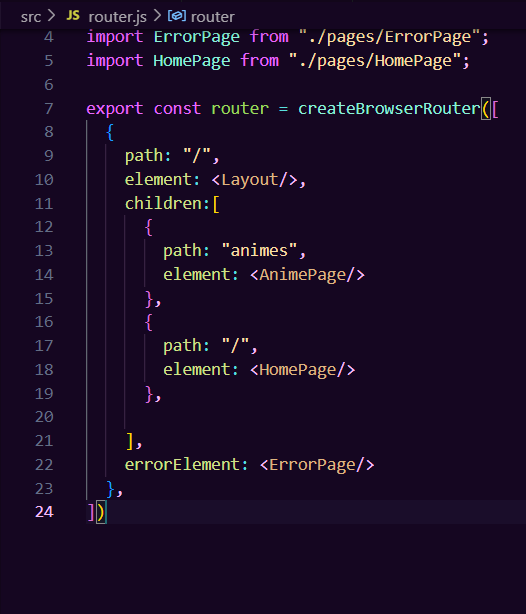 src > JS router.js > router
4 import ErrorPage from "./pages/ErrorPage";
5 import HomePage from "./pages/HomePage";
6
7 export const router = createBrowserRouter([
8   {
9     path: "/",
10     element: <Layout/>,
11     children:[
12       {
13         path: "animes",
14         element: <AnimePage/>
15       },
16       {
17         path: "/",
18         element: <HomePage/>
19       },
20
21     ],
22     errorElement: <ErrorPage/>
23   },
24 ])